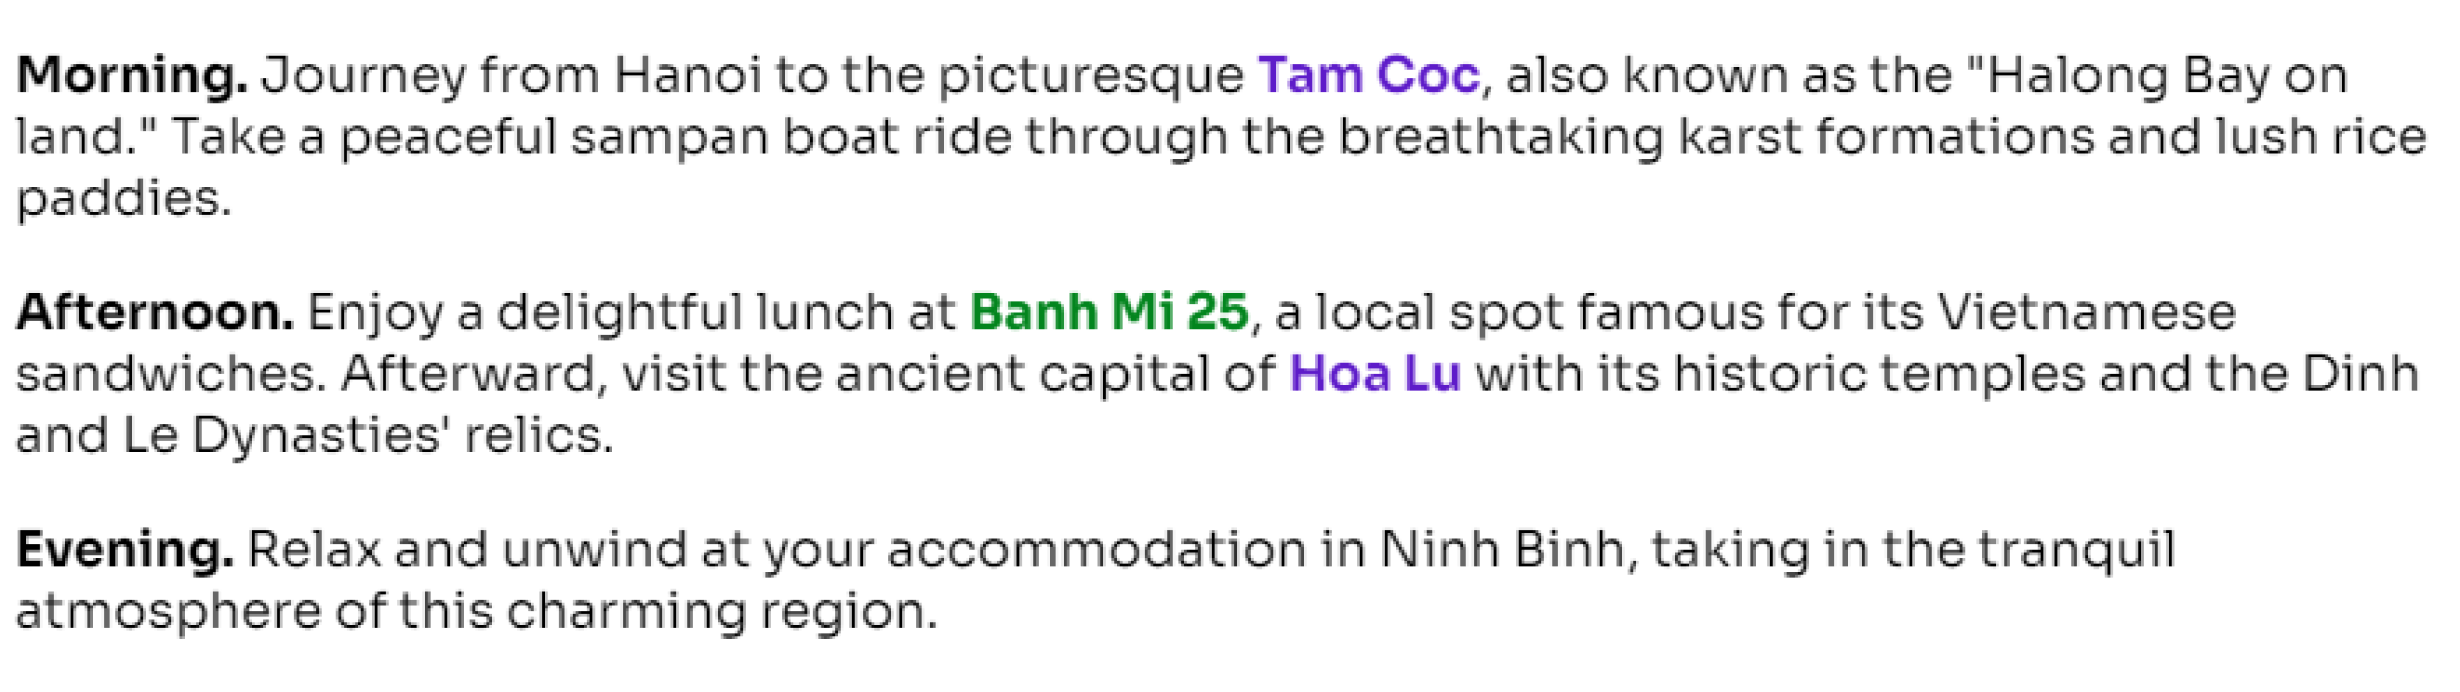 Morning. Journey from Hanoi to the picturesque Tam Coc, also known as the "Halong Bay on
land." Take a peaceful sampan boat ride through the breathtaking karst formations and lush rice
paddies.
Afternoon. Enjoy a delightful lunch at Banh Mi 25, a local spot famous for its Vietnamese
sandwiches. Afterward, visit the ancient capital of Hoa Lu with its historic temples and the Dinh
and Le Dynasties' relics.
Evening. Relax and unwind at your accommodation in Ninh Binh, taking in the tranquil
atmosphere of this charming region.